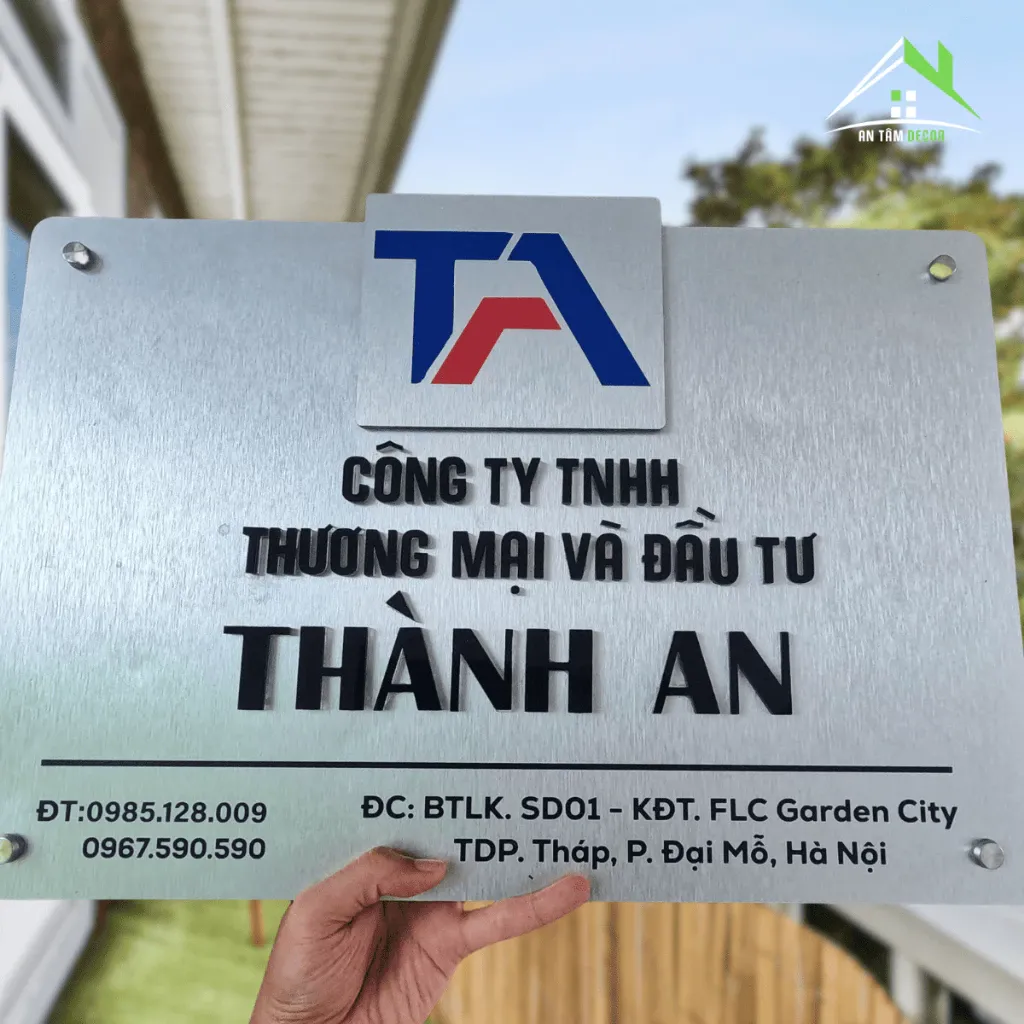 AN TÂM DECOR
TA
CÔNG TY TNHH
THƯƠNG MẠI VÀ ĐẦU TƯ
THÀNH AN
ĐT:0985.128.009
0967.590.590
ĐC: BTLK. SD01 - KĐT. FLC Garden City
TDP. Tháp, P. Đại Mỗ, Hà Nội